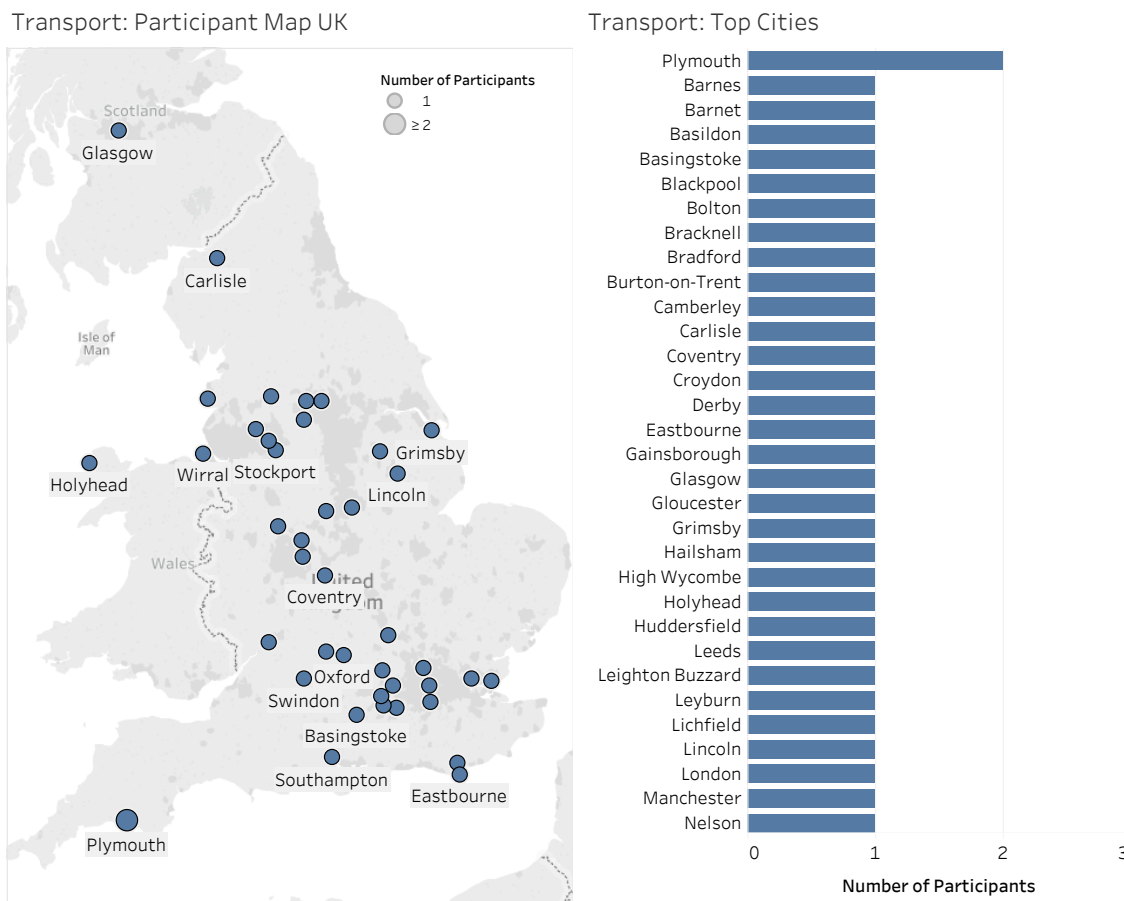 Transport: Participant Map UK
Number of Participants
1
≥ 2
Scotland
Glasgow
Carlisle
Isle of
Man
Grimsby
Wirral
Stockport
Holyhead
Lincoln
Wales
United
Coventry
Oxford
Swindon
Basingstoke
Southampton
Eastbourne
Plymouth
Transport: Top Cities
Plymouth
Barnes
Barnet
Basildon
Basingstoke
Blackpool
Bolton
Bracknell
Bradford
Burton-on-Trent
Camberley
Carlisle
Coventry
Croydon
Derby
Eastbourne
Gainsborough
Glasgow
Gloucester
Grimsby
Hailsham
High Wycombe
Holyhead
Huddersfield
Leeds
Leighton Buzzard
Leyburn
Lichfield
Lincoln
London
Manchester
Nelson
0 1 2 3
Number of Participants